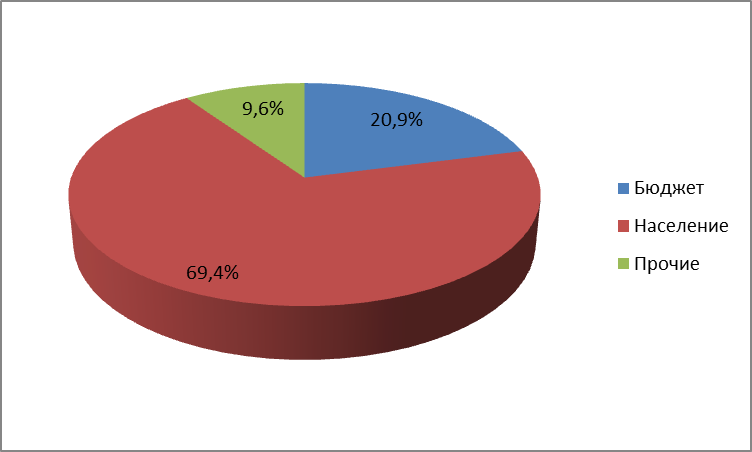 9,6%
20,9%
69,4%
Бюджет
Население
Прочие